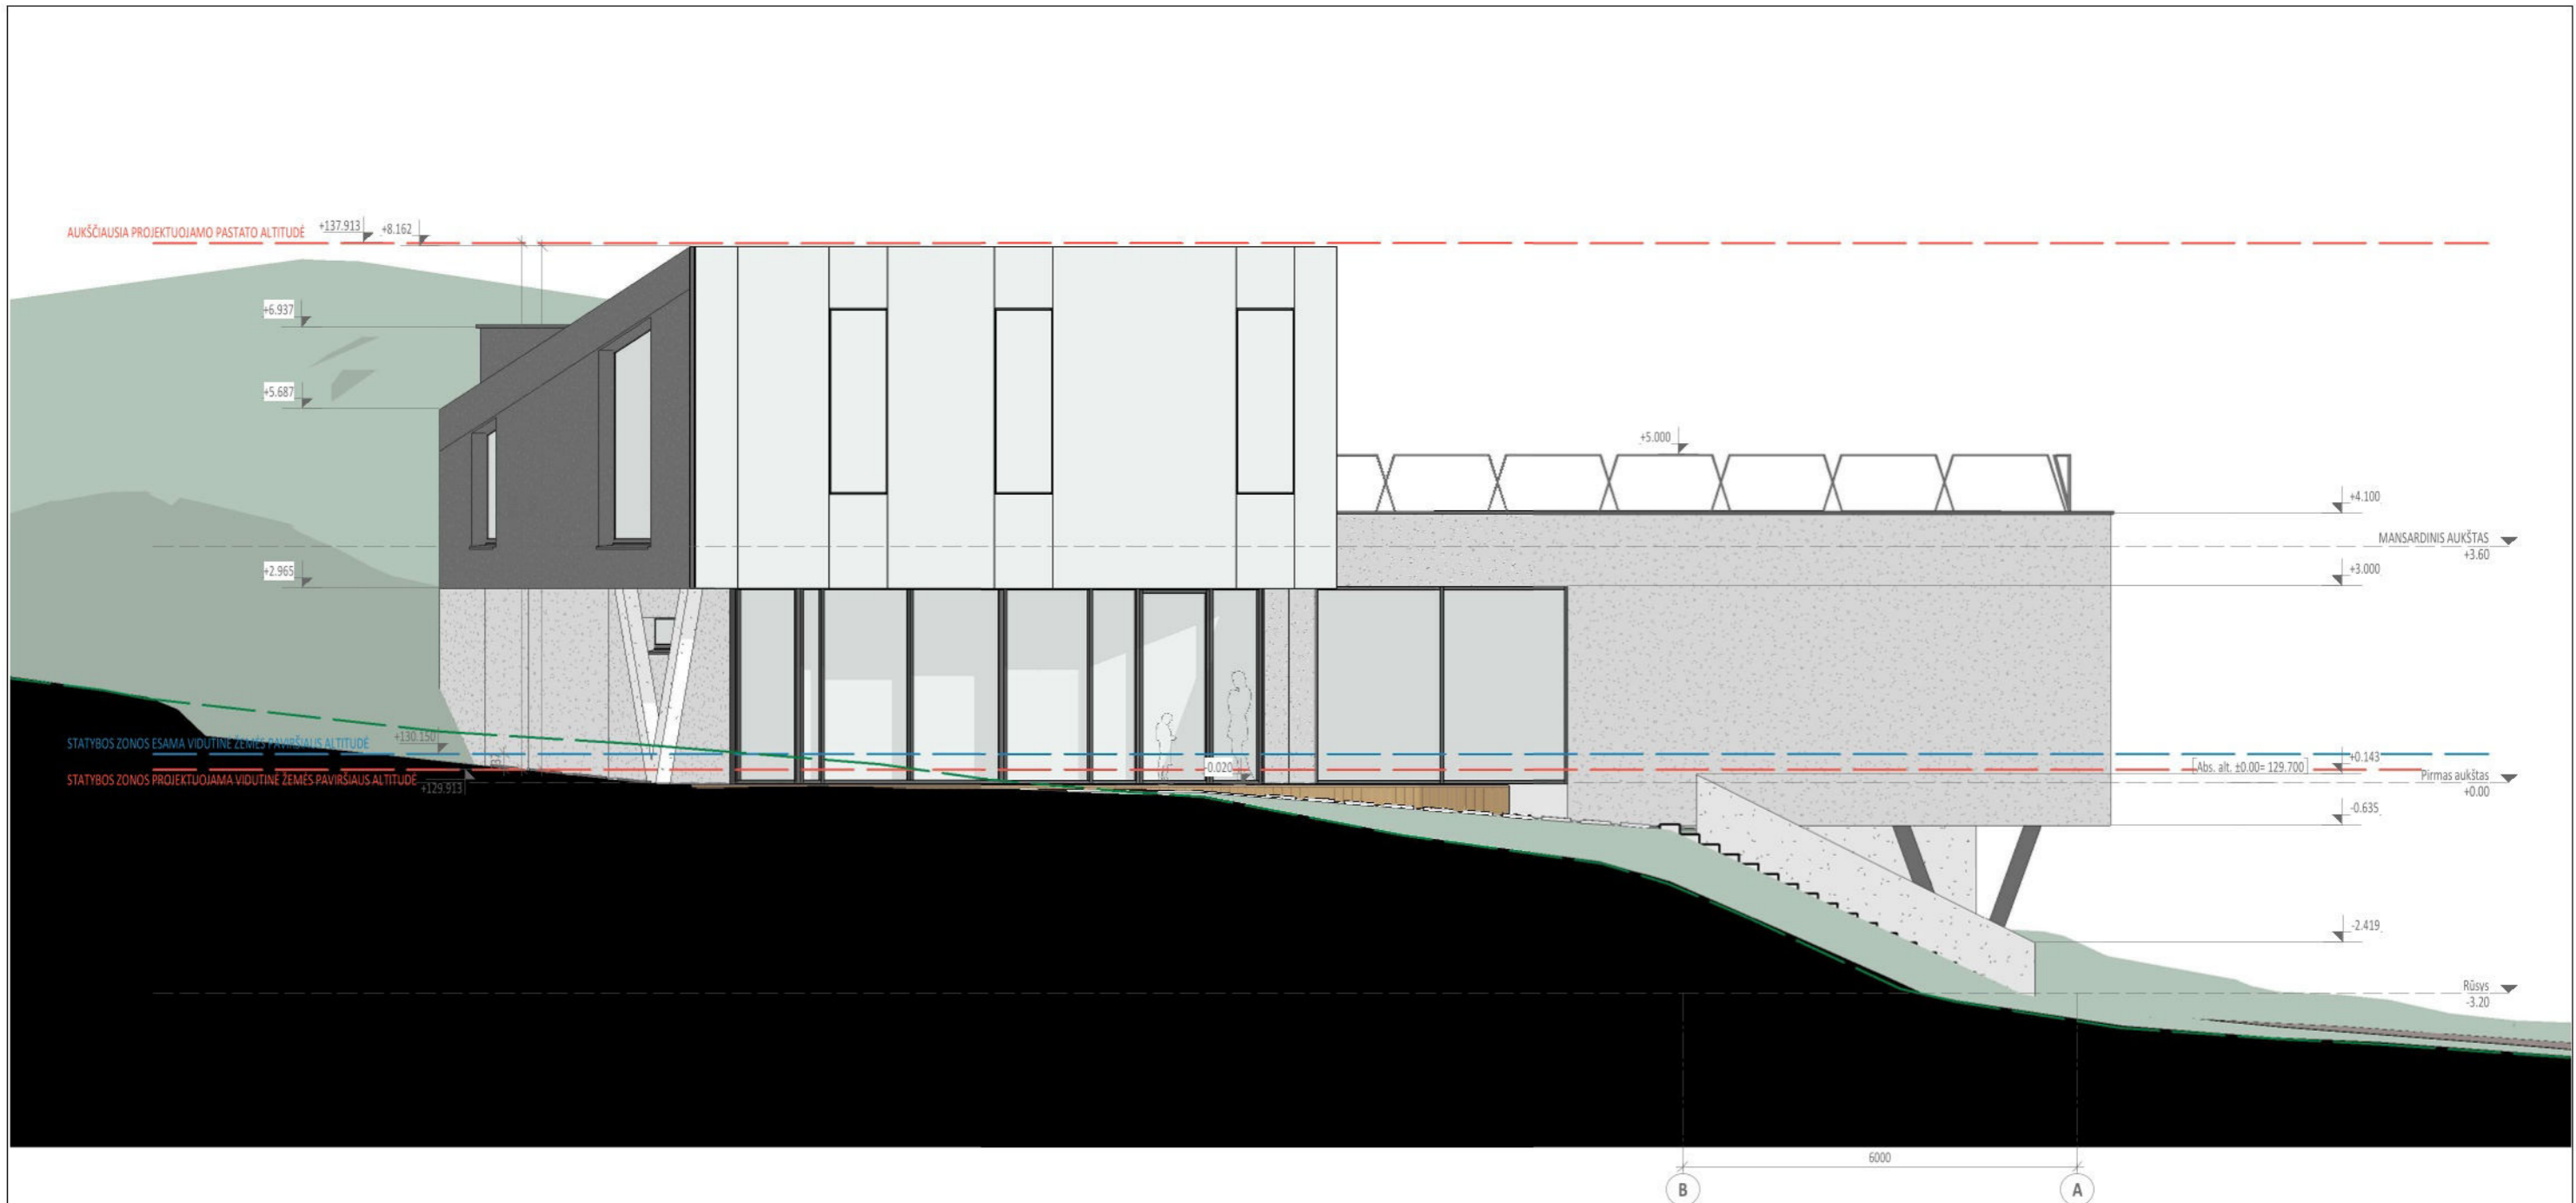 AUKŠČIAUSIA PROJEKTUOJAMO PASTATO ALTITUDĖ
+137.913
+8.162
+6.937
+5.687
+5.000
+4.100
MANSARDINIS AUKŠTAS
+3.60
+2.965
+3.000
STATYBOS ZONOS ESAMA VIDUTINĖ ŽEMĖS PAVIRŠIAUS ALTITUDĖ
+130.150
STATYBOS ZONOS PROJEKTUOJAMA VIDUTINĖ ŽEMĖS PAVIRŠIAUS ALTITUDĖ
+129.913
-0.020
Abs. alt. ±0.00= 129.700
+0.143
Pirmas aukštas
+0.00
-0.635
-2.419
Rūsys
-3.20
6000
B
A